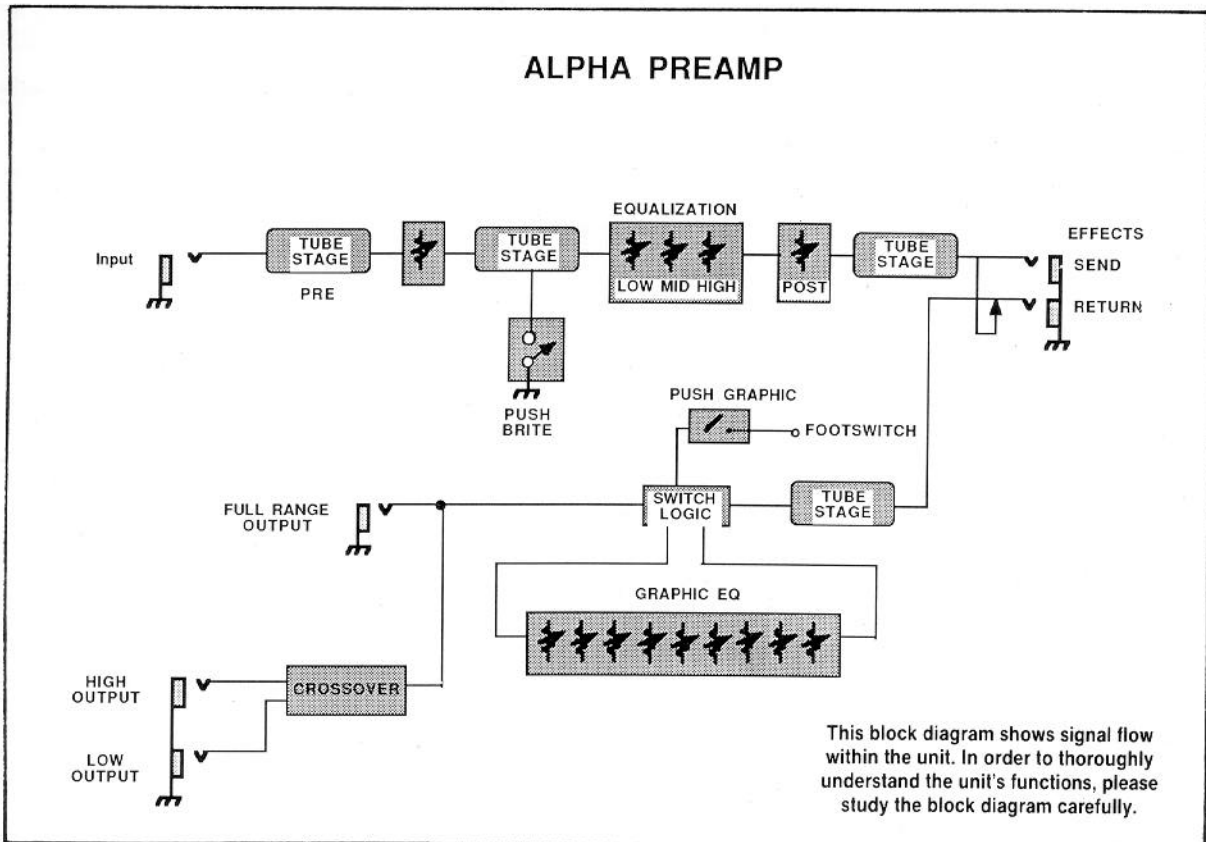 ALPHA PREAMP
EQUALIZATION
EFFECTS
Input
TUBE
STAGE
PRE
TUBE
STAGE
LOW MID HIGH
POST
TUBE
STAGE
SEND
RETURN
PUSH
BRITE
PUSH GRAPHIC
FOOTSWITCH
FULL RANGE
OUTPUT
SWITCH
LOGIC
TUBE
STAGE
GRAPHIC EQ
HIGH
OUTPUT
CROSSOVER
LOW
OUTPUT
This block diagram shows signal flow
within the unit. In order to thoroughly
understand the unit's functions, please
study the block diagram carefully.